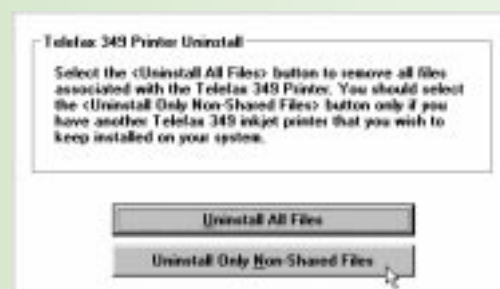 Telefax 349 Printer Uninstall
Select the <Uninstall All Files> button to remove all files
associated with the Telefax 349 Printer. You should select
the <Uninstall Only Non-Shared Files> button only if you
have another Telefax 349 inkjet printer that you wish to
keep installed on your system.
Uninstall All Files
Uninstall Only Non-Shared Files